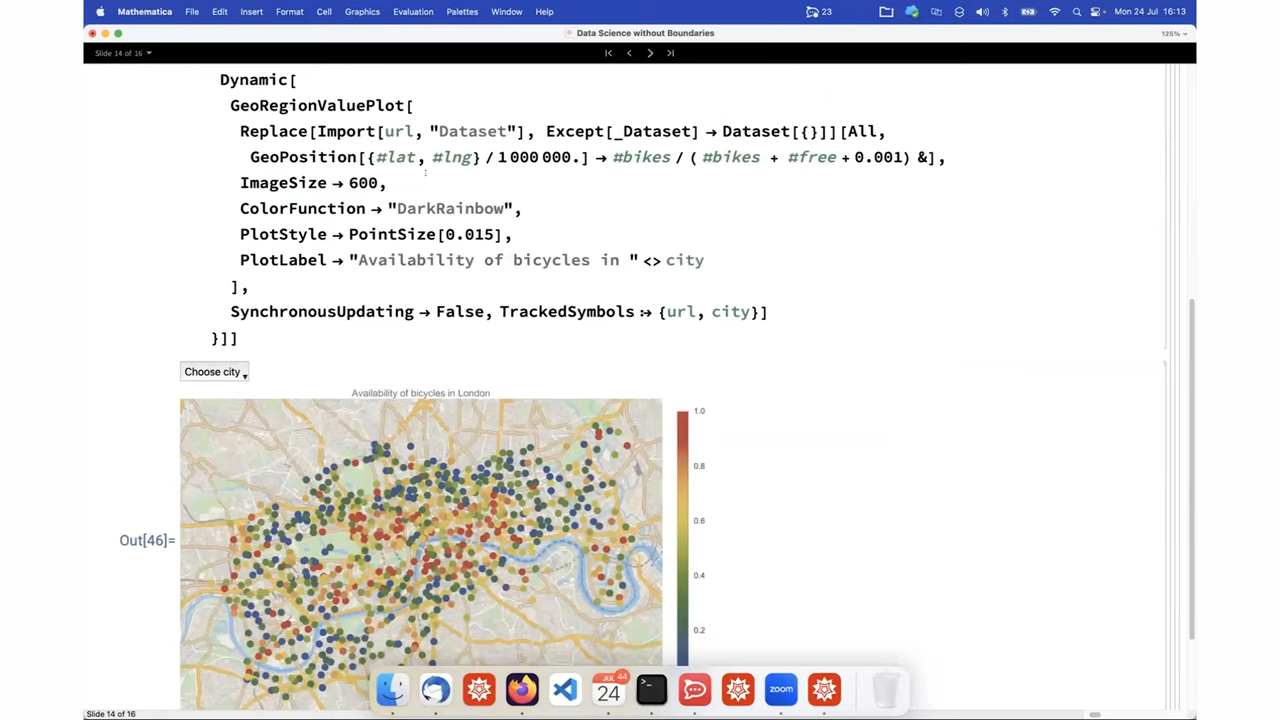 Mathematica File Edit Insert Format Cell Graphics Evaluation Palettes Window Help 23 Mon 24 Jul 16:13
Data Science without Boundaries 125%
Slide 14 of 16
Dynamic[
GeoRegionValuePlot[
Replace[Import[url, "Dataset"], Except[_Dataset] → Dataset[{}]][All,
GeoPosition[{#lat, #lng} / 1 000 000.] → #bikes / ( #bikes + #free + 0.001) &],
ImageSize → 600,
ColorFunction → "DarkRainbow",
PlotStyle → PointSize[0.015],
PlotLabel → "Availability of bicycles in " <> city
],
SynchronousUpdating → False, TrackedSymbols :→ {url, city}]
}]]
Choose city
Availability of bicycles in London
1.0
0.8
0.6
0.4
0.2
Out[46]=
JUL 44
24
zoom
Slide 14 of 16